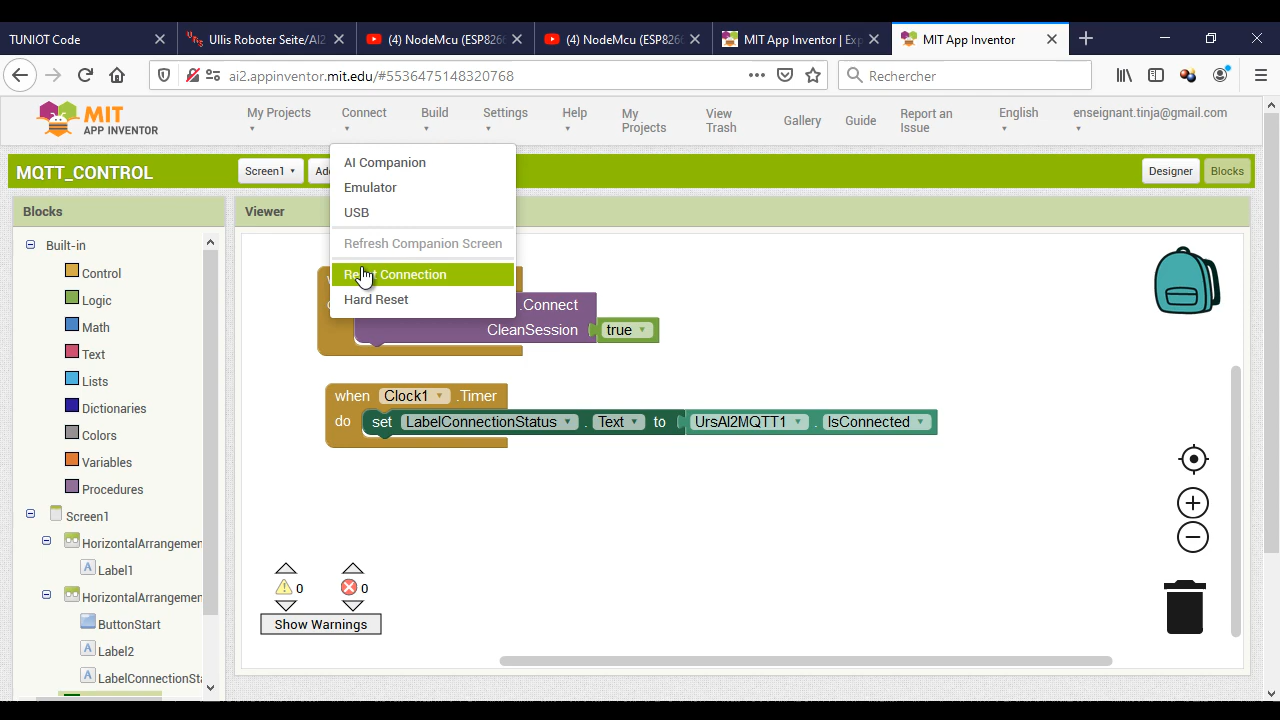 TUNIOT Code
Ullis Roboter Seite/AI2
(4) NodeMcu (ESP826
(4) NodeMcu (ESP826
MIT App Inventor | Exp
MIT App Inventor
ai2.appinventor.mit.edu/#5536475148320768
Rechercher
MIT
APP INVENTOR
My Projects
Connect
Build
Settings
Help
My Projects
View Trash
Gallery
Guide
Report an Issue
English
enseignant.tinja@gmail.com
MQTT_CONTROL
Screen1
Add
Designer
Blocks
AI Companion
Emulator
USB
Refresh Companion Screen
Connection
Hard Reset
Blocks
Viewer
Built-in
Control
Logic
Math
Text
Lists
Dictionaries
Colors
Variables
Procedures
Screen1
HorizontalArrangemen
Label1
HorizontalArrangemen
ButtonStart
Label2
LabelConnectionSta
.Connect
CleanSession true
when Clock1 .Timer
do set LabelConnectionStatus . Text to UrsAI2MQTT1 . IsConnected
0
0
Show Warnings